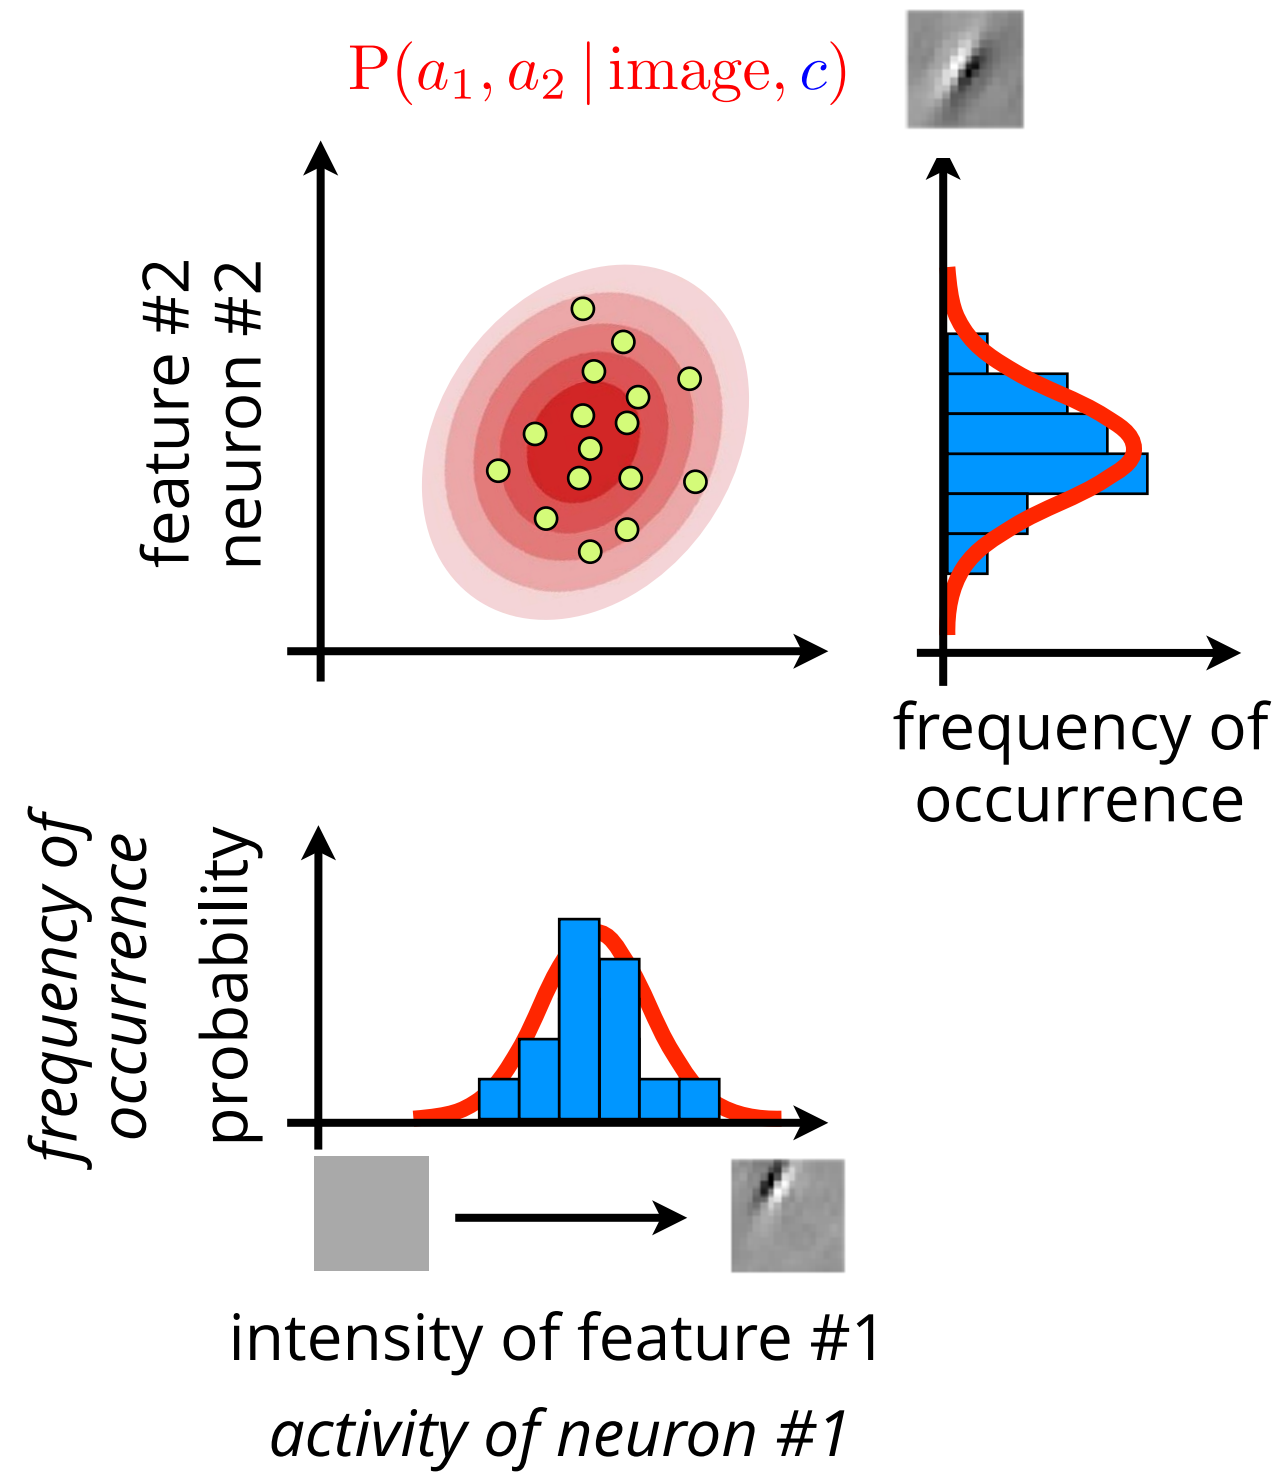 P(a₁, a₂ | image, c)
feature #2
neuron #2
frequency of
occurrence
frequency of
occurrence
probability
intensity of feature #1
activity of neuron #1